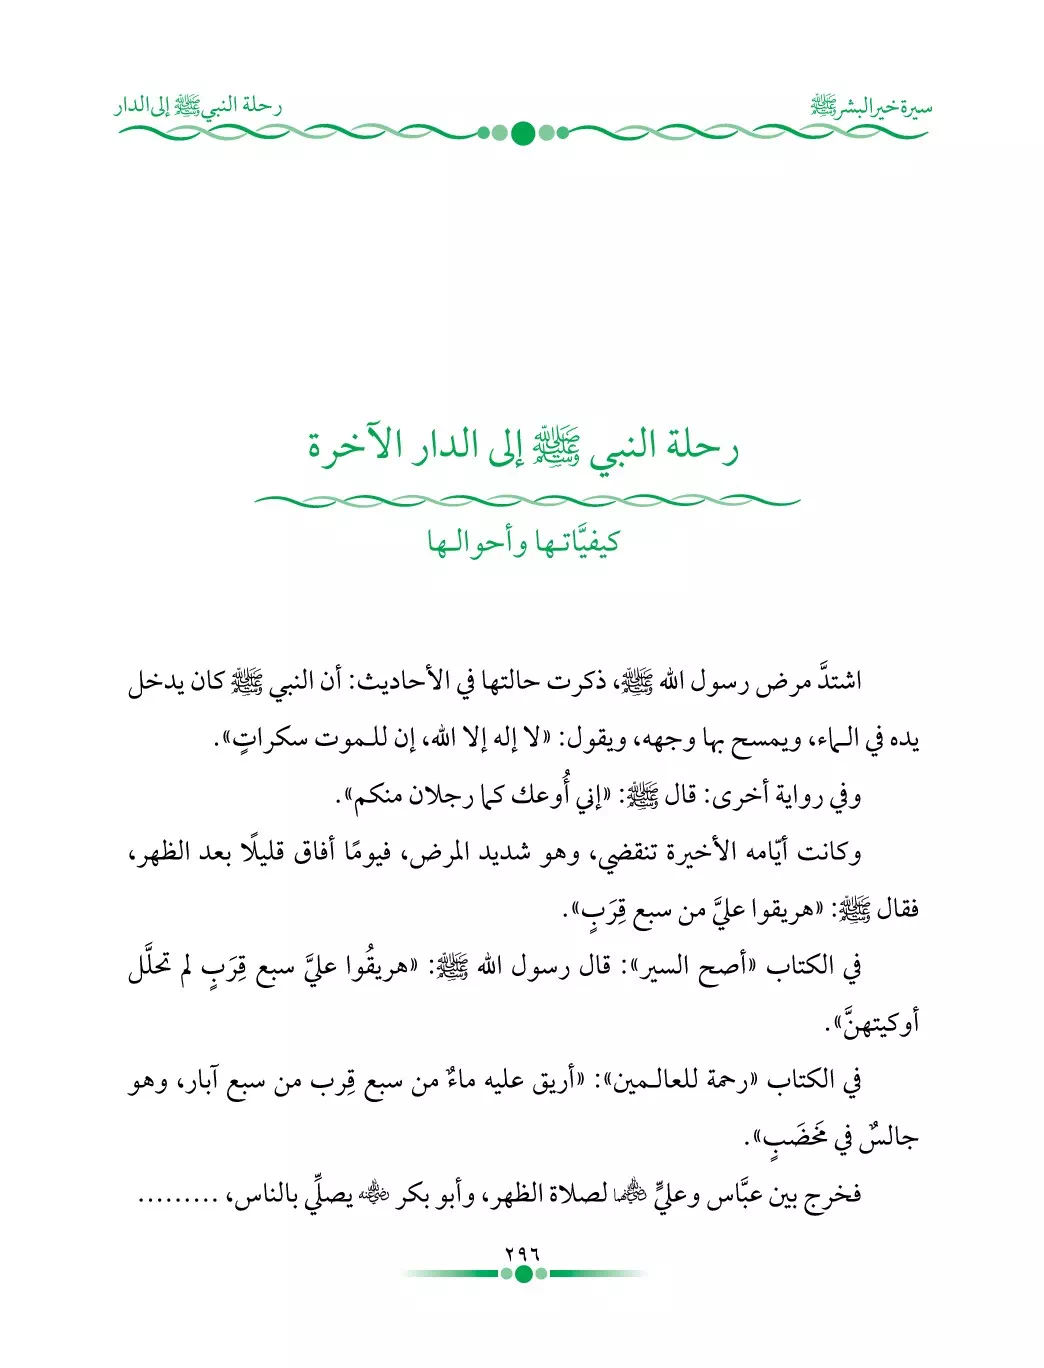 سيرة خير البشر ﷺ
رحلة النبي ﷺ إلى الدار
رحلة النبي ﷺ إلى الدار الآخرة
كيفيَّاتـها وأحوالـها
اشتدَّ مرض رسول الله ﷺ، ذكرت حالتها في الأحاديث: أن النبي ﷺ كان يدخل
يده في الـماء، ويمسح بها وجهه، ويقول: «لا إله إلا الله، إن للـموت سكراتٍ».
وفي رواية أخرى: قال ﷺ: «إني أُوعك كما رجلان منكم».
وكانت أيّامه الأخيرة تنقضي، وهو شديد المرض، فيومًا أفاق قليلًا بعد الظهر،
فقال ﷺ: «هريقوا عليَّ من سبع قِرَبٍ».
في الكتاب «أصح السير»: قال رسول الله ﷺ: «هريقُوا عليَّ سبع قِرَبٍ لم تحلَّل
أوكيتهنَّ».
في الكتاب «رحمة للعالـمين»: «أريق عليه ماءٌ من سبع قِرب من سبع آبار، وهو
جالسٌ في مَخضَبٍ».
فخرج بين عبَّاس وعليٍّ رضي الله عنهما لصلاة الظهر، وأبو بكر رضي الله عنه يصلِّي بالناس، .........
٢٩٦